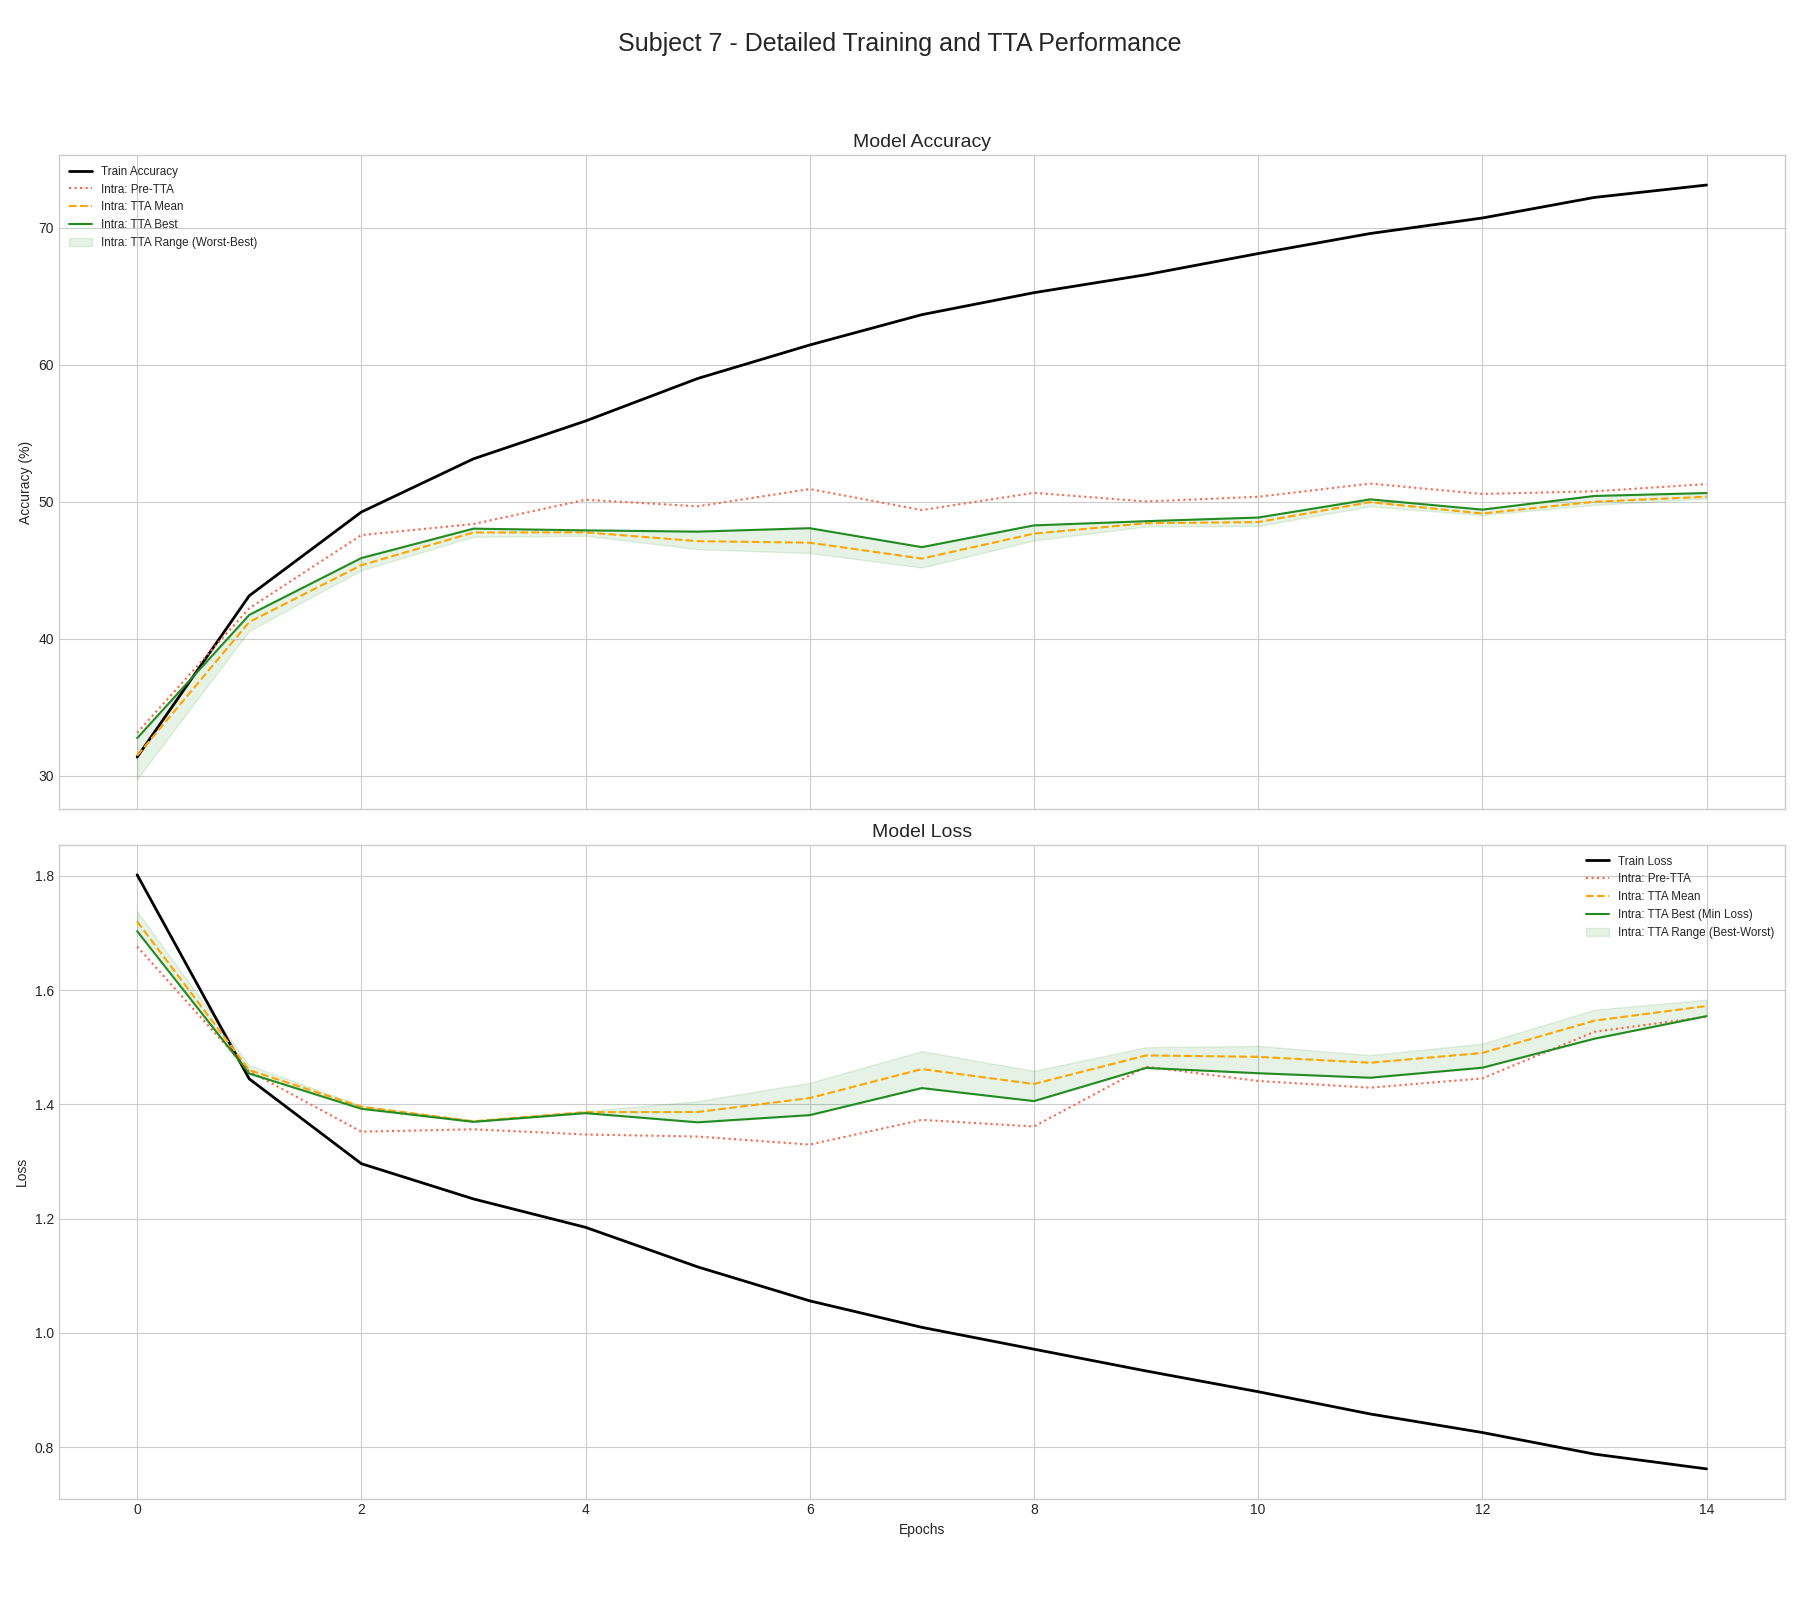 Subject 7 - Detailed Training and TTA Performance
Model Accuracy
Train Accuracy
Intra: Pre-TTA
Intra: TTA Mean
Intra: TTA Best
Intra: TTA Range (Worst-Best)
70
60
50
40
30
Accuracy (%)
Model Loss
Train Loss
Intra: Pre-TTA
Intra: TTA Mean
Intra: TTA Best (Min Loss)
Intra: TTA Range (Best-Worst)
1.8
1.6
1.4
1.2
1.0
0.8
Loss
0 2 4 6 8 10 12 14
Epochs